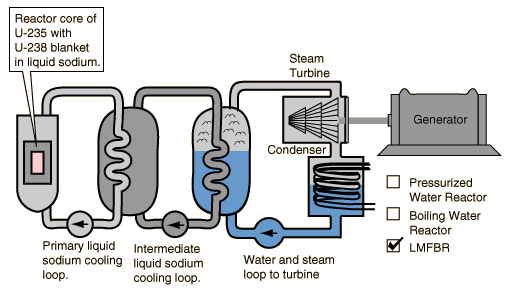 Reactor core of
U-235 with
U-238 blanket
in liquid sodium.
Steam
Turbine
Condenser
Generator
Pressurized
Water Reactor
Boiling Water
Reactor
LMFBR
Primary liquid
sodium cooling
loop.
Intermediate
liquid sodium
cooling loop.
Water and steam
loop to turbine